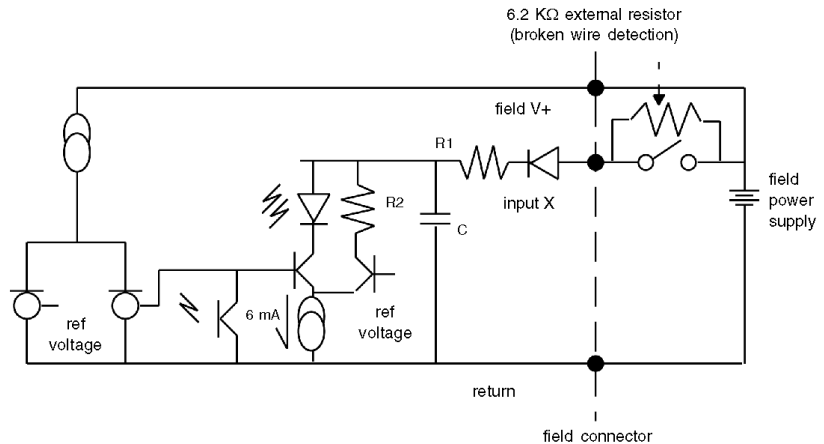 6.2 KΩ external resistor
(broken wire detection)
field V+
R1
input X
R2
C
field
power
supply
6 mA
ref
voltage
ref
voltage
return
field connector